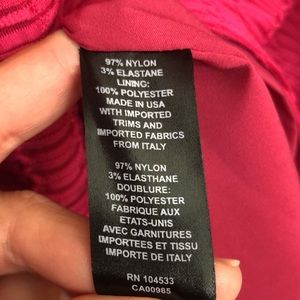 97% NYLON
3% ELASTANE
LINING:
100% POLYESTER
MADE IN USA
WITH IMPORTED
TRIMS AND
IMPORTED FABRICS
FROM ITALY
97% NYLON
3% ELASTHANE
DOUBLURE:
100% POLYESTER
FABRIQUE AUX
ETATS-UNIS
AVEC GARNITURES
IMPORTEES ET TISSU
IMPORTE DE ITALY
RN 104533
CA00985